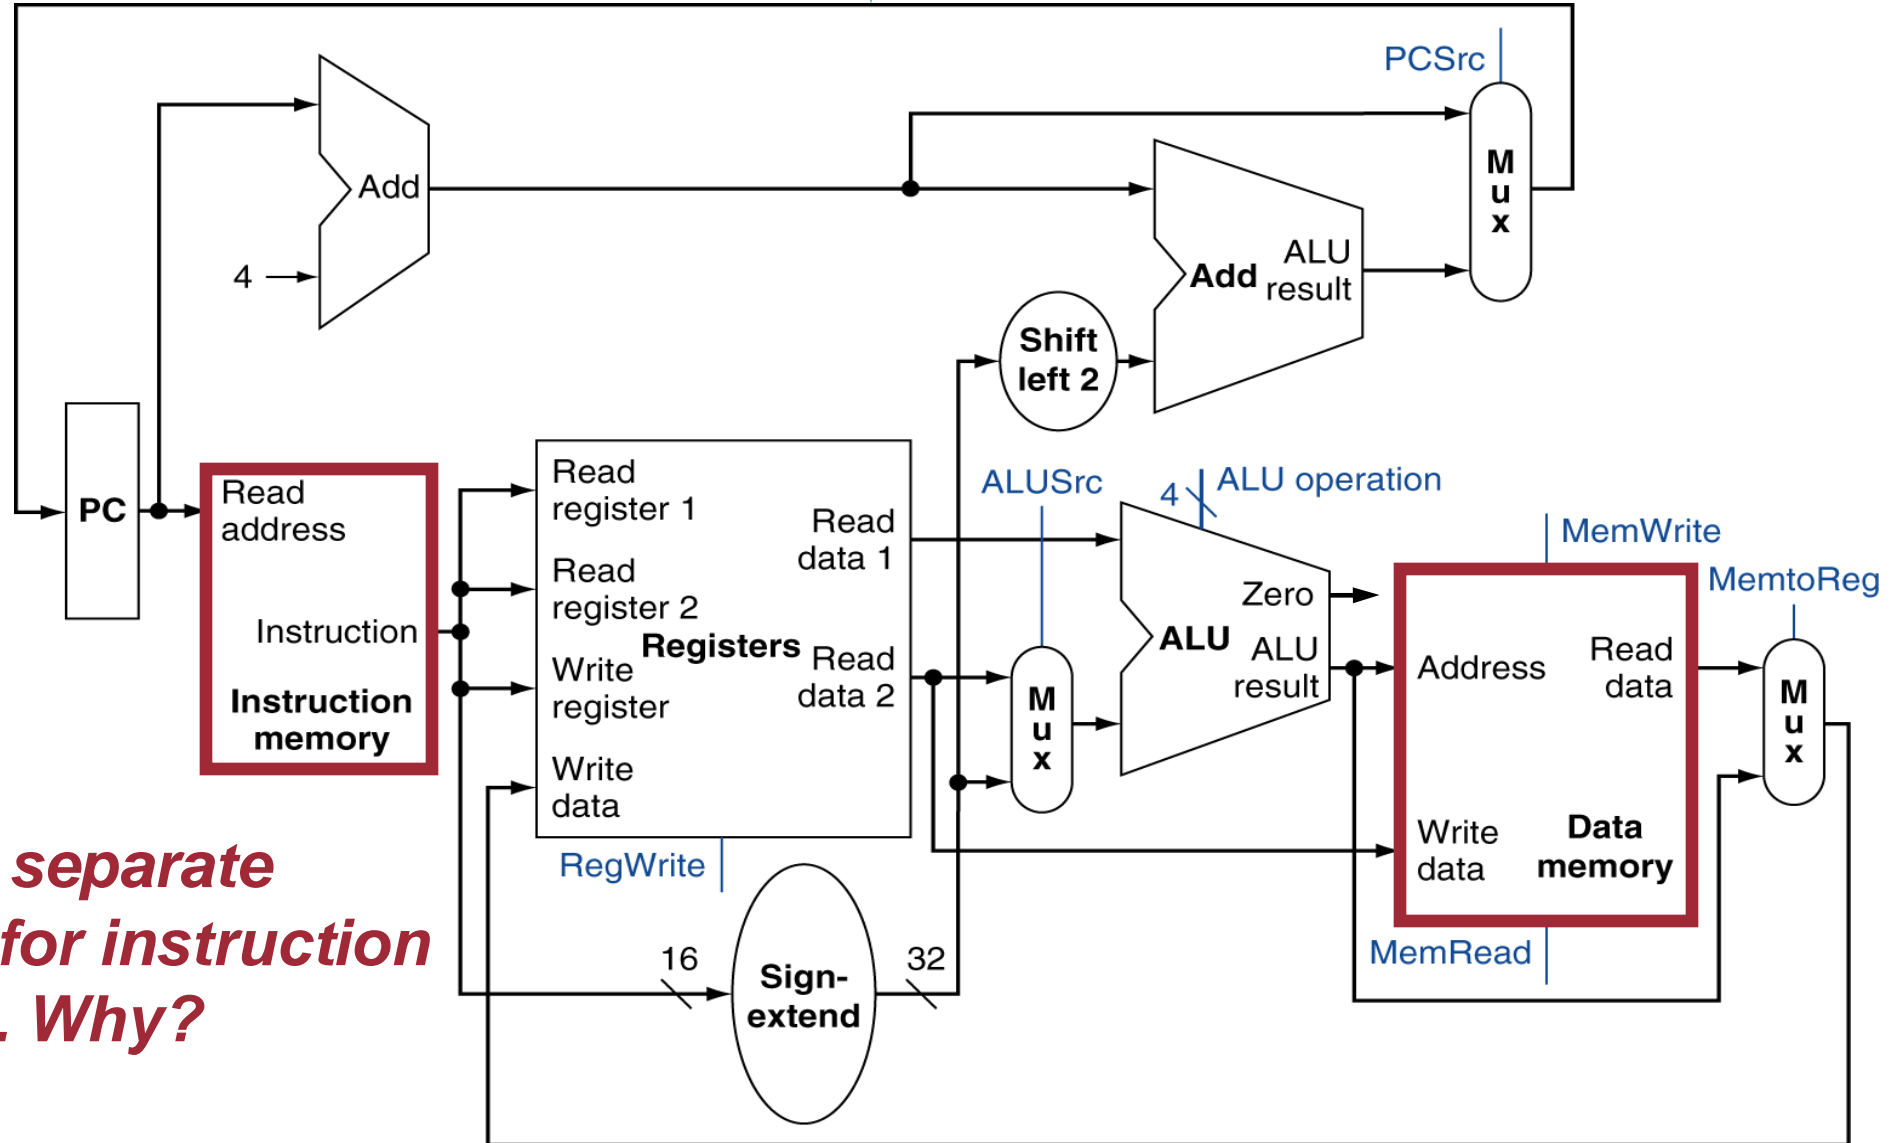 PCSrc
M
u
x
Add
4
Add
ALU
result
Shift
left 2
PC
Read
address
Instruction
Instruction
memory
Read
register 1
Read
register 2
Write
register
Write
data
Registers
Read
data 1
Read
data 2
RegWrite
ALUSrc
M
u
x
4
ALU operation
Zero
ALU
ALU
result
MemWrite
MemtoReg
Address
Read
data
Write
data
Data
memory
MemRead
M
u
x
16
Sign-
extend
32
separate
for instruction
. Why?